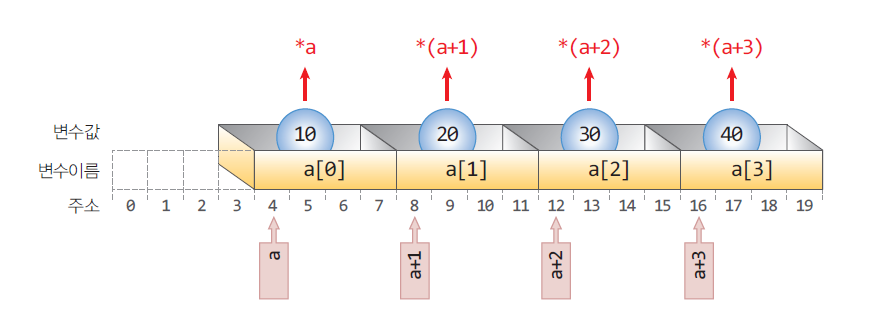 *a *(a+1) *(a+2) *(a+3)
변수값 10 20 30 40
변수이름 a[0] a[1] a[2] a[3]
주소 0 1 2 3 4 5 6 7 8 9 10 11 12 13 14 15 16 17 18 19
a a+1 a+2 a+3